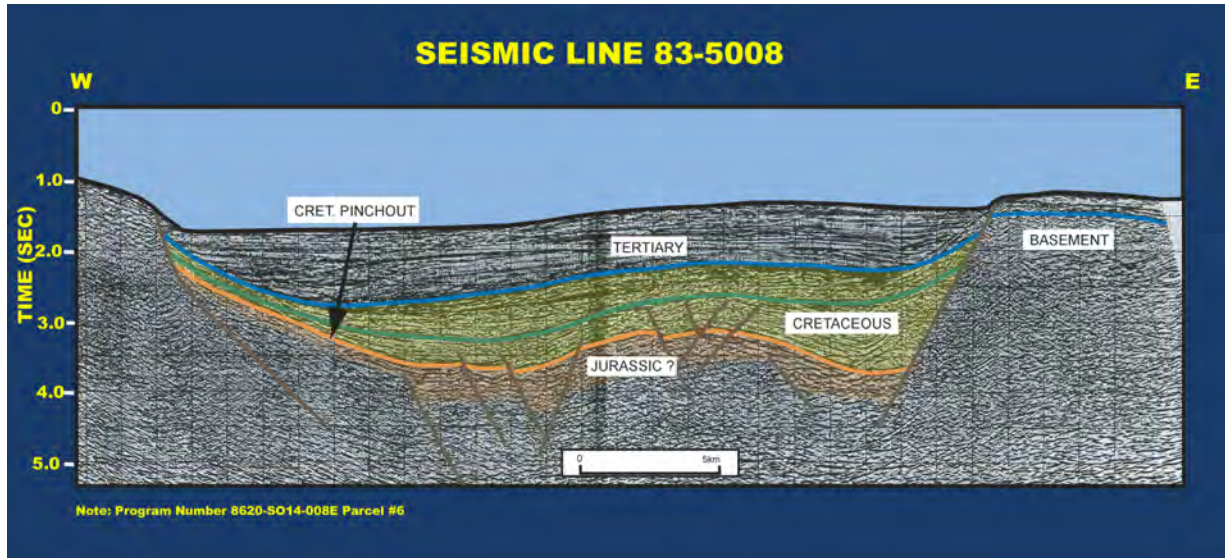 SEISMIC LINE 83-5008
W
E
0
1.0
2.0
3.0
4.0
5.0
TIME (SEC)
CRET. PINCHOUT
TERTIARY
BASEMENT
CRETACEOUS
JURASSIC ?
0 5km
Note: Program Number 8620-SO14-008E Parcel #6